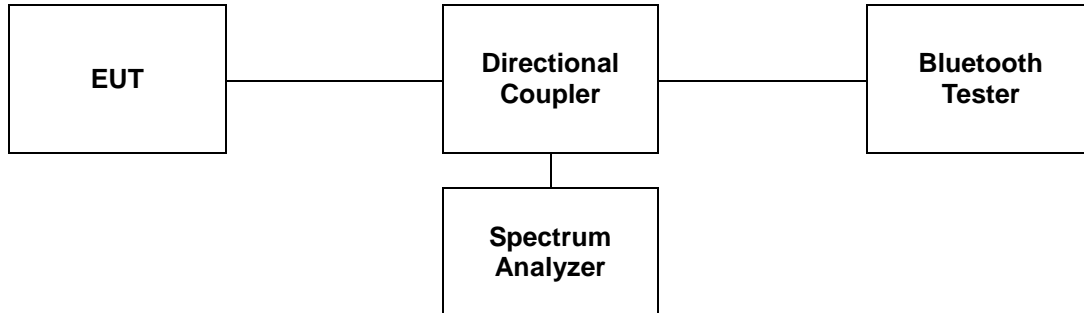 EUT
Directional
Coupler
Bluetooth
Tester
Spectrum
Analyzer